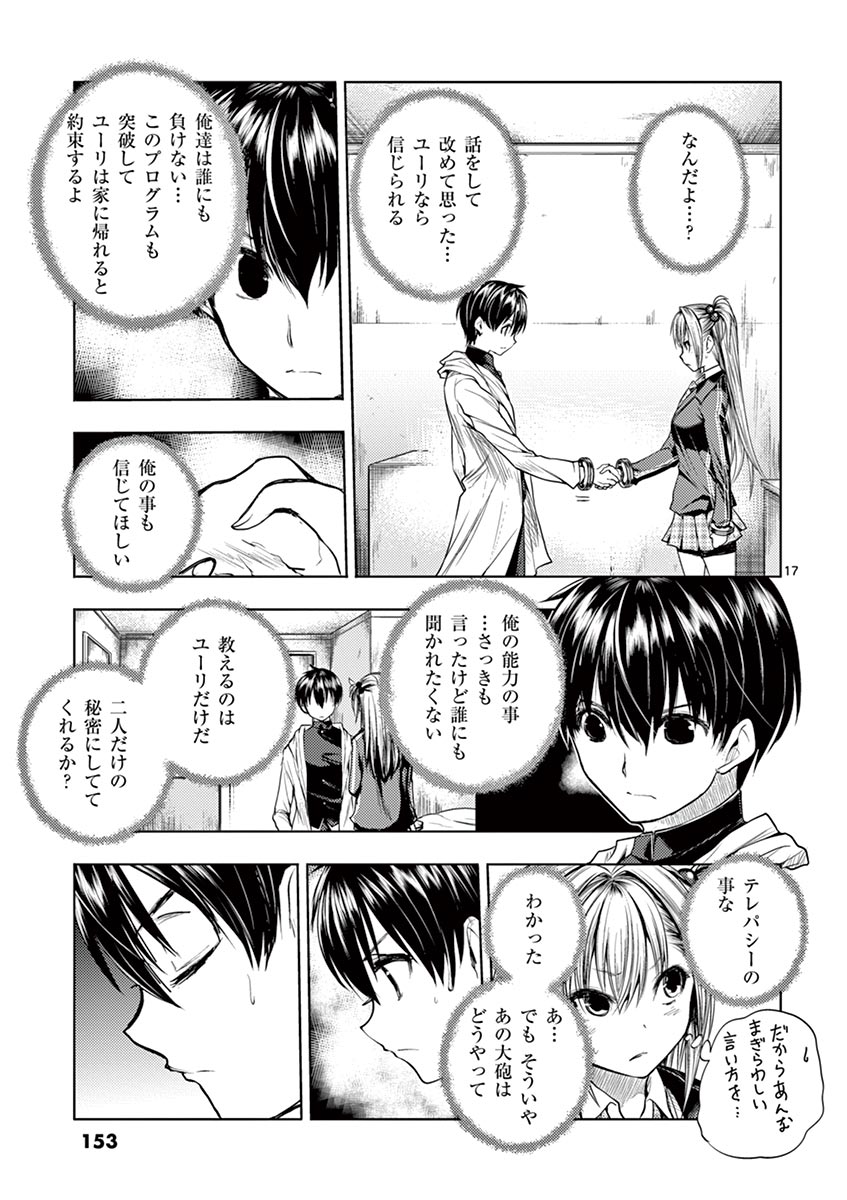 なんだよ…?
話をして
改めて思った…
ユーリなら
信じられる
俺達は誰にも
負けない…
このプログラムも
突破して
ユーリは家に帰れると
約束するよ
俺の事も
信じてほしい
17
俺の能力の事
…さっきも
言ったけど誰にも
聞かれたくない
教えるのは
ユーリだけだ
二人だけの
秘密にしてて
くれるか?
テレパシーの
事な
だからあんな
まぎらわしい
言い方を…
わかった
あ…
でも そういや
あの大砲は
どうやって
153